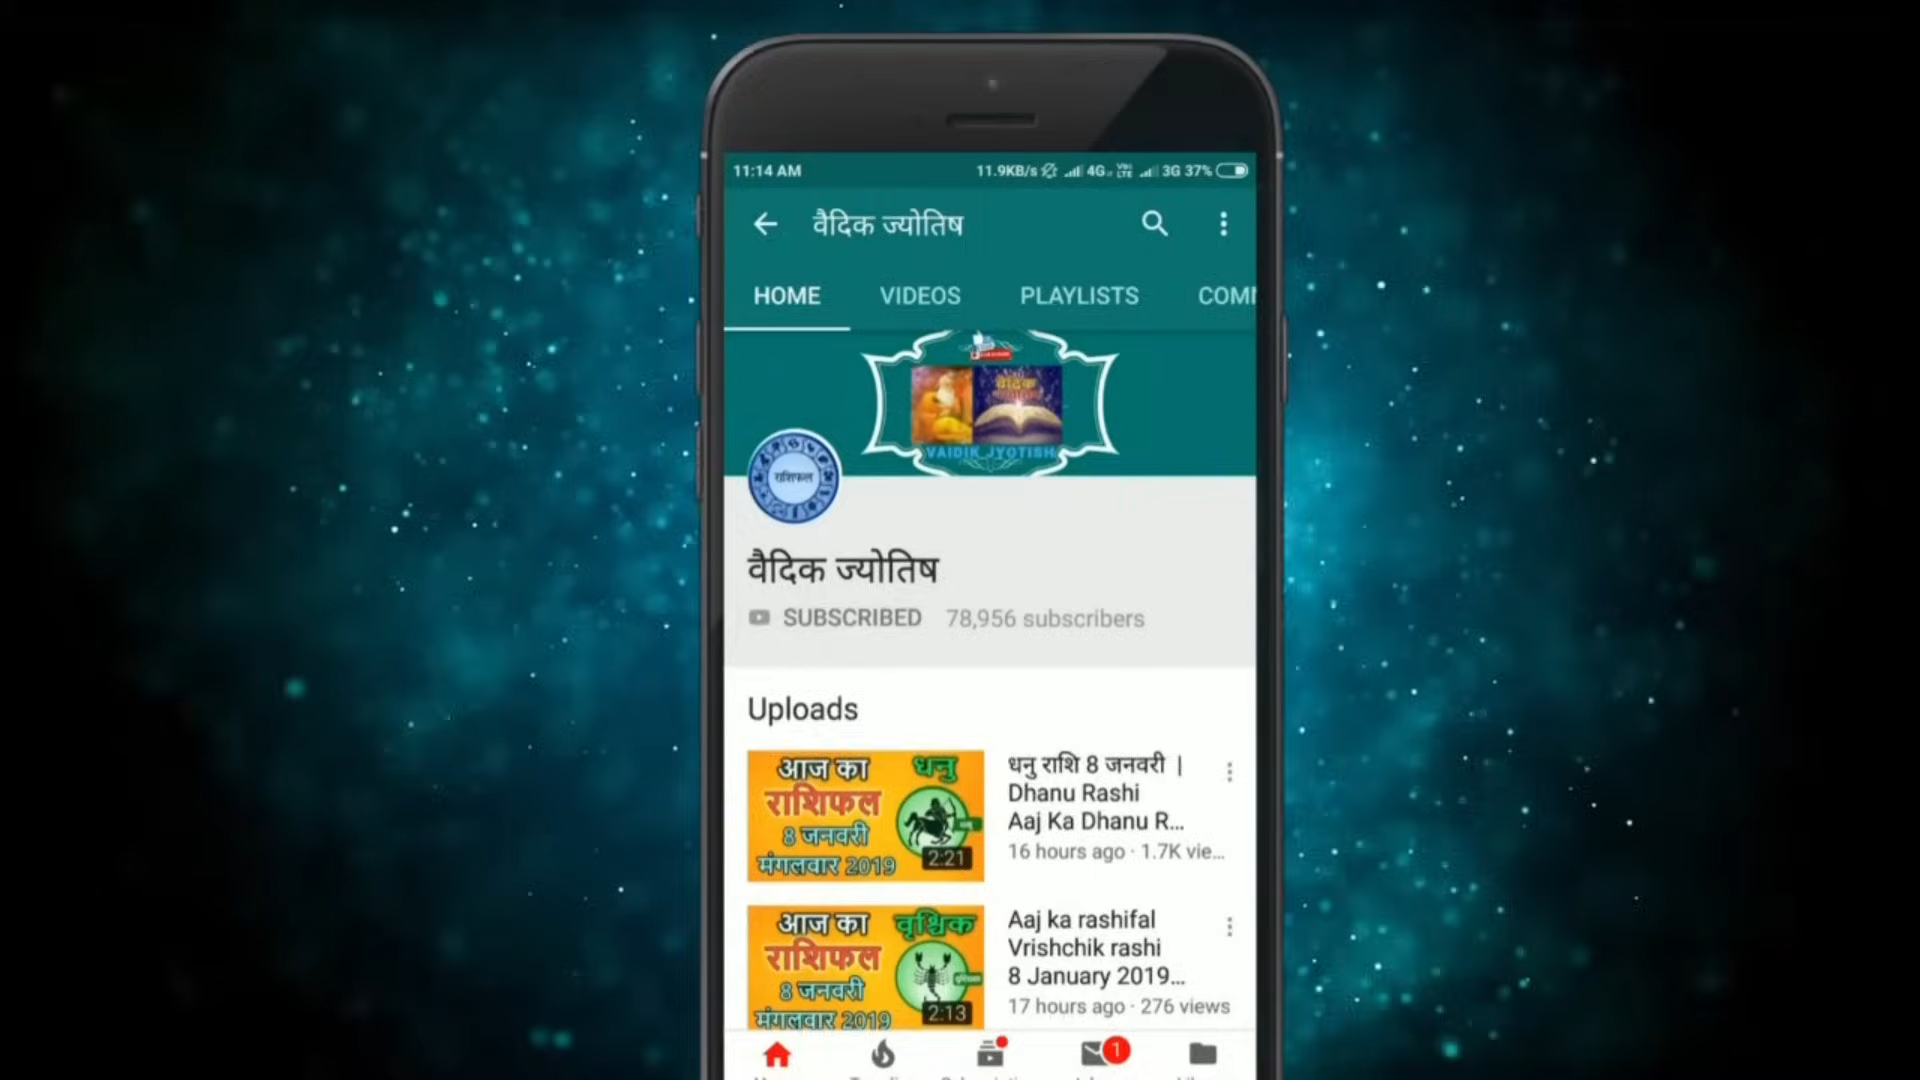 11:14 AM 11.9KB/s 4G VoLTE 3G 37%
वैदिक ज्योतिष
HOME VIDEOS PLAYLISTS COMM
वैदिक
VAIDIK JYOTISH
राशिफल
वैदिक ज्योतिष
SUBSCRIBED 78,956 subscribers
Uploads
आज का धनु
राशिफल
8 जनवरी
मंगलवार 2019
2:21
धनु राशि 8 जनवरी |
Dhanu Rashi
Aaj Ka Dhanu R...
16 hours ago · 1.7K vie...
आज का वृश्चिक
राशिफल
8 जनवरी
मंगलवार 2019
2:13
Aaj ka rashifal
Vrishchik rashi
8 January 2019...
17 hours ago · 276 views
1